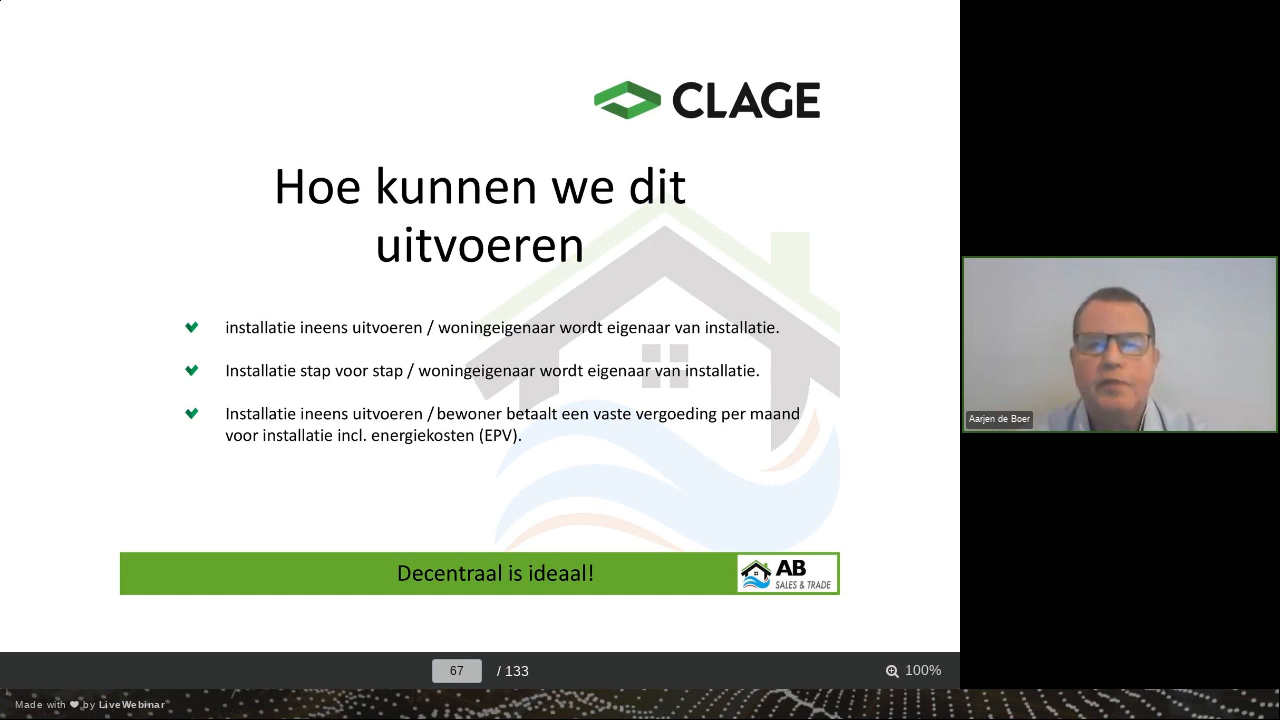 CLAGE
Hoe kunnen we dit
uitvoeren
installatie ineens uitvoeren / woningeigenaar wordt eigenaar van installatie.
Installatie stap voor stap / woningeigenaar wordt eigenaar van installatie.
Installatie ineens uitvoeren / bewoner betaalt een vaste vergoeding per maand
voor installatie incl. energiekosten (EPV).
Decentraal is ideaal!
AB
SALES & TRADE
Aarjen de Boer
67 / 133
100%
Made with ❤ by LiveWebinar